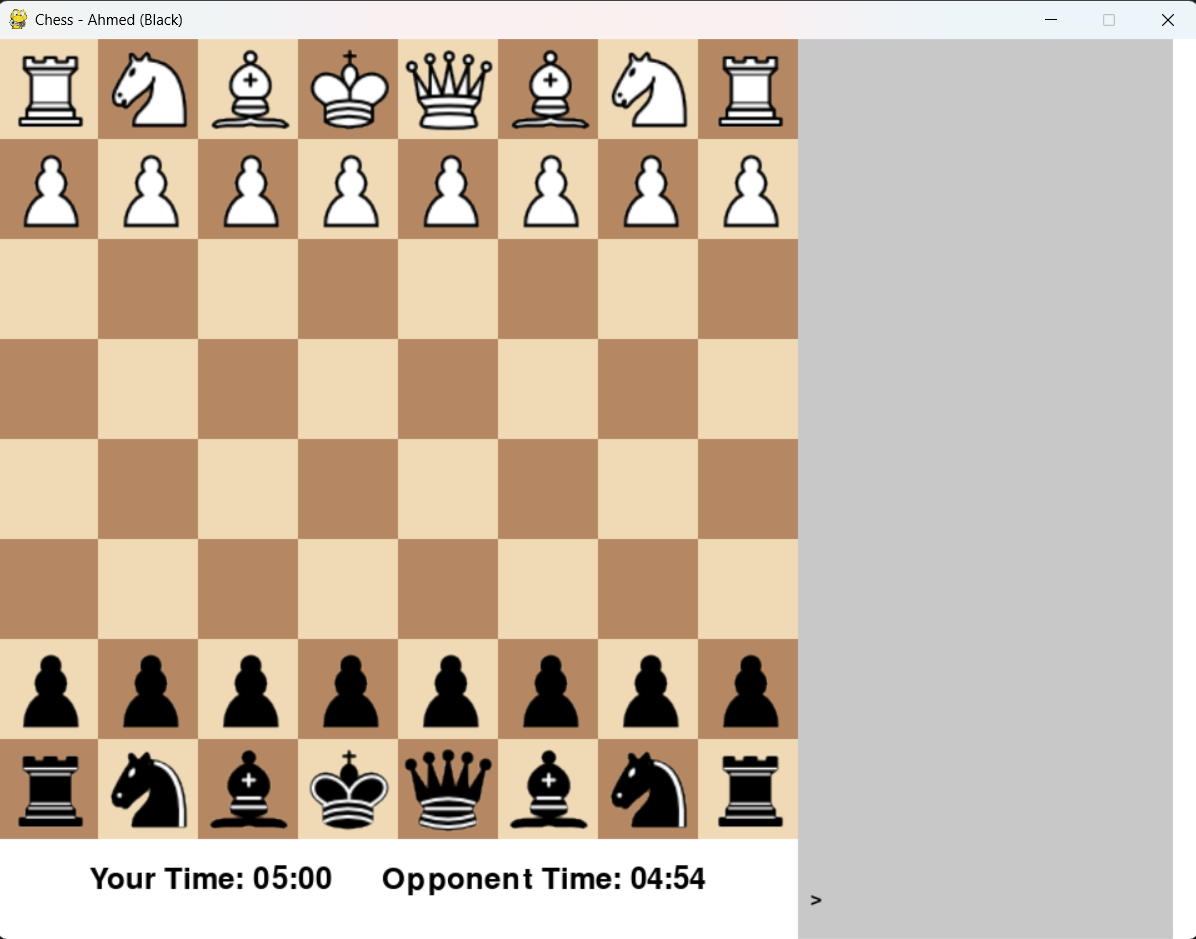 Chess - Ahmed (Black)
Your Time: 05:00 Opponent Time: 04:54
>